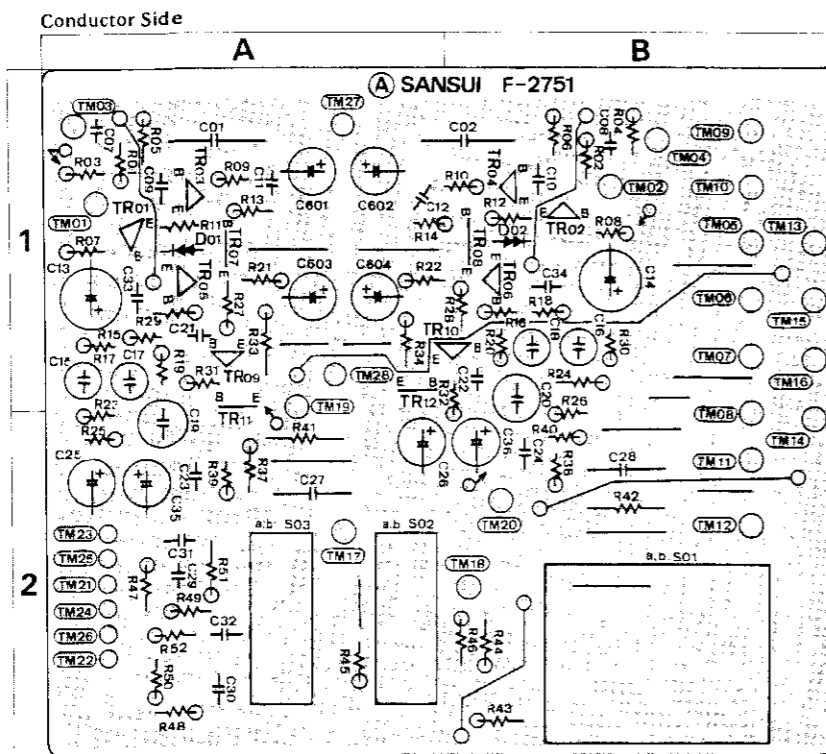 Conductor Side
A B
Ⓐ SANSUI F-2751
TM03
TM27
C07
R05
C01
C02
R06
C08
R04
TM09
R03
R01
C09
TR03
B
E
R09
C11
R10
TR04
B
E
C10
R02
TM04
TM01
R13
C601
C602
C12
R12
TM02
TM10
TR01
E
B
R11
D01
TR07
B
E
R14
TR08
B
E
D02
TR02
E
B
R08
TM05
TM13
1
R07
C13
C33
TR05
E
B
R27
R21
C603
C604
R22
R28
TR06
E
B
C34
C14
TM06
R15
R29
C21
R33
R34
TR10
E
B
R16
R18
C18
C16
R30
TM15
C15
R17
C17
R19
B
E
TR09
R31
TM28
R20
TM07
C22
R24
TM16
R23
B
E
TR11
TM19
E
B
TR12
R32
C20
R26
TM08
R25
C19
R41
R40
TM14
C25
C23
R39
R37
C27
C26
C36
C24
R38
C28
TM11
C35
R42
TM20
TM12
TM23
a.b S03
a.b S02
TM17
a.b S01
TM25
C31
C29
R51
TM18
2
TM21
R47
R49
TM24
TM26
R52
C32
R46
R44
TM22
R50
C30
R45
R48
R43